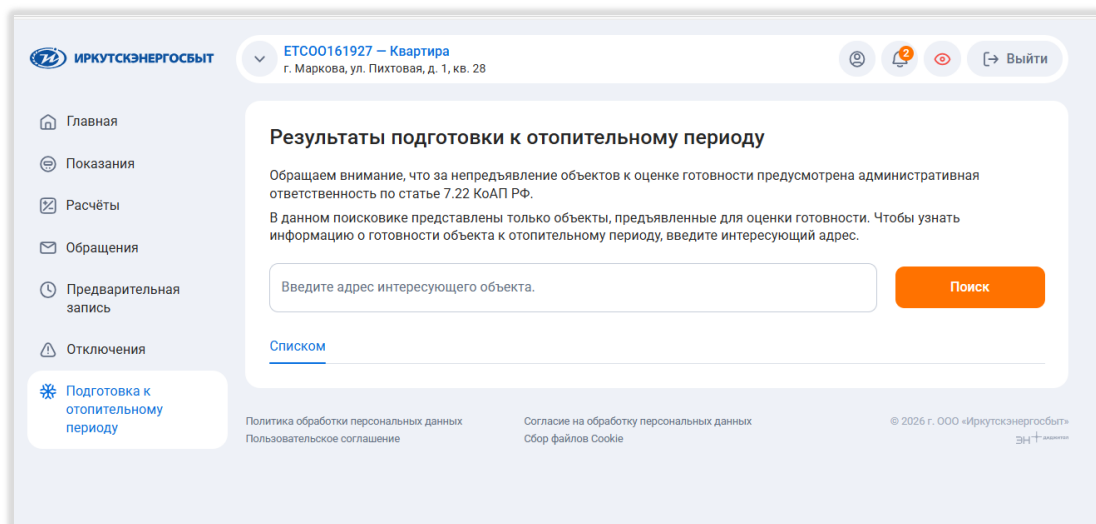 ИРКУТСКЭНЕРГОСБЫТ
ЕТСОО161927 — Квартира
г. Маркова, ул. Пихтовая, д. 1, кв. 28
2
Выйти
Главная
Показания
Расчёты
Обращения
Предварительная
запись
Отключения
Подготовка к
отопительному
периоду
Результаты подготовки к отопительному периоду
Обращаем внимание, что за непредъявление объектов к оценке готовности предусмотрена административная
ответственность по статье 7.22 КоАП РФ.
В данном поисковике представлены только объекты, предъявленные для оценки готовности. Чтобы узнать
информацию о готовности объекта к отопительному периоду, введите интересующий адрес.
Введите адрес интересующего объекта.
Поиск
Списком
Политика обработки персональных данных
Пользовательское соглашение
Согласие на обработку персональных данных
Сбор файлов Cookie
© 2026 г. ООО «Иркутскэнергосбыт»
ЭН+